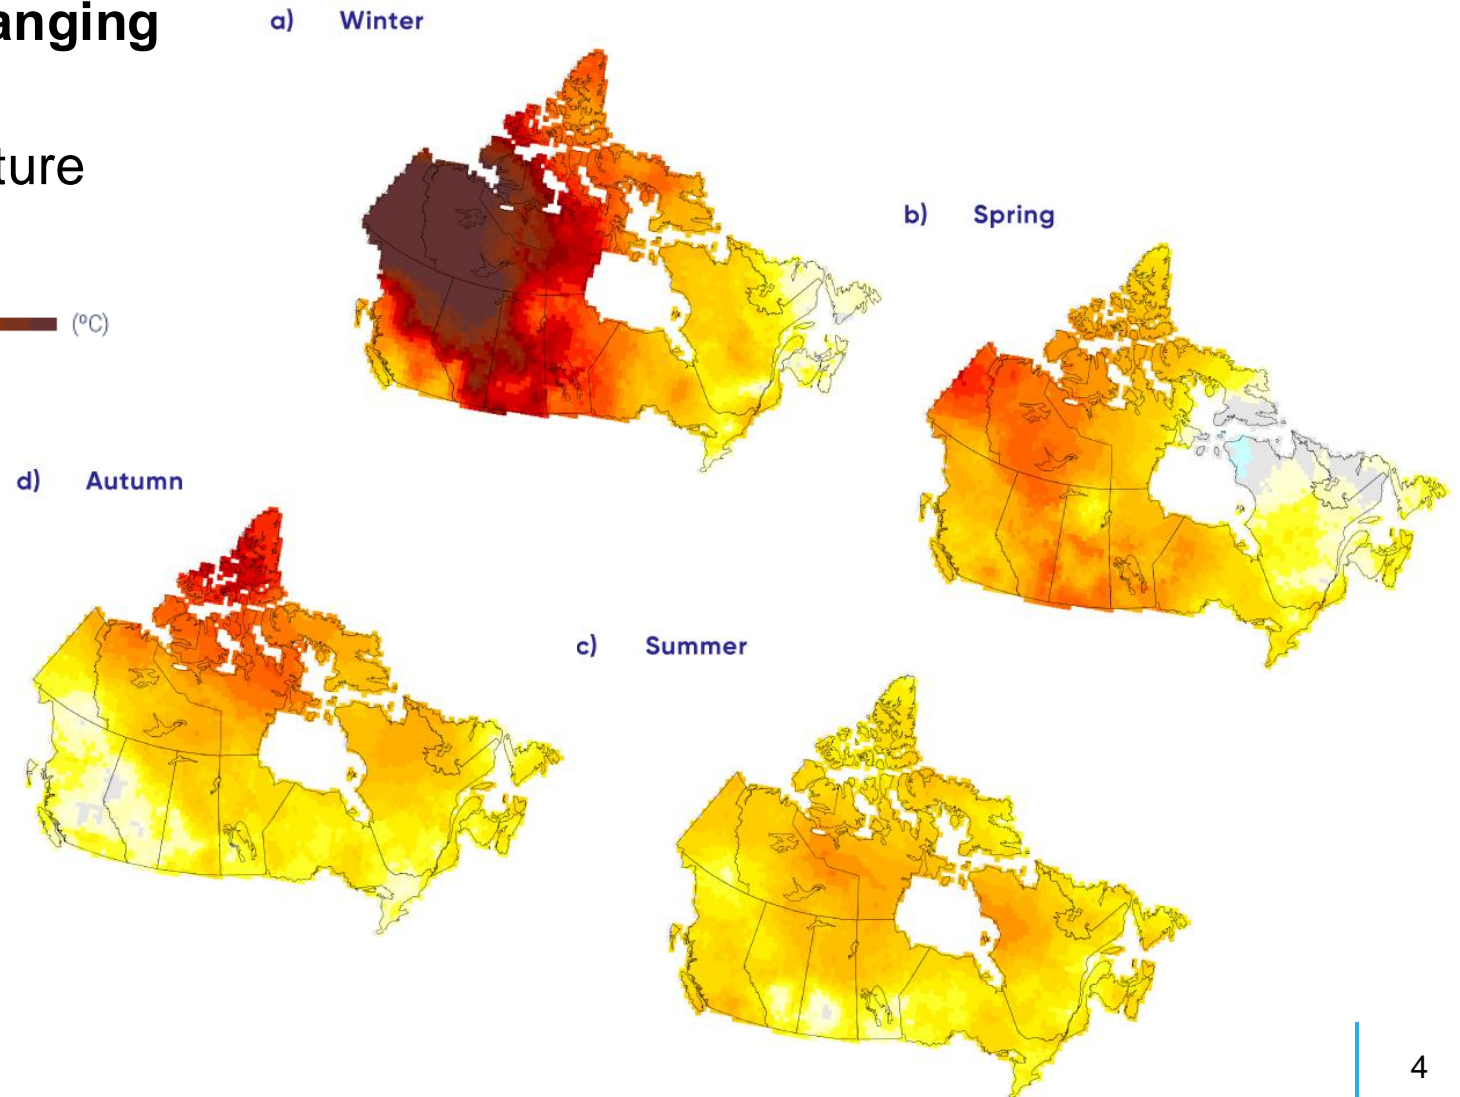 anging
a) Winter
ture
b) Spring
(ºC)
d) Autumn
c) Summer
4